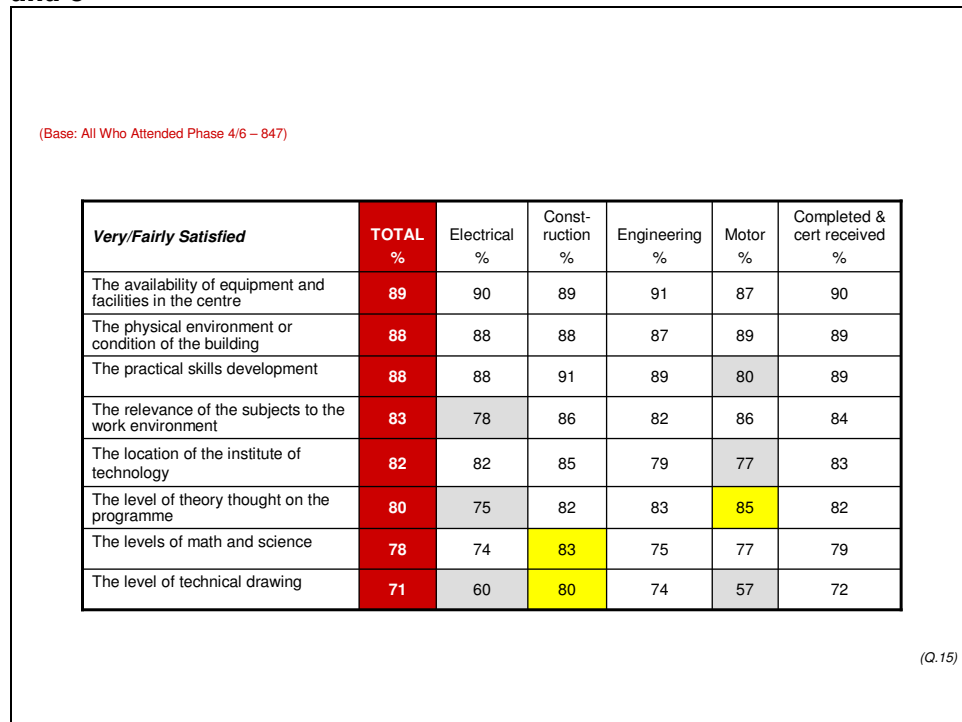 (Base: All Who Attended Phase 4/6 – 847)
Very/Fairly Satisfied TOTAL % Electrical % Const- ruction % Engineering % Motor % Completed & cert received %
The availability of equipment and
facilities in the centre 89 90 89 91 87 90
The physical environment or
condition of the building 88 88 88 87 89 89
The practical skills development 88 88 91 89 80 89
The relevance of the subjects to the
work environment 83 78 86 82 86 84
The location of the institute of
technology 82 82 85 79 77 83
The level of theory thought on the
programme 80 75 82 83 85 82
The levels of math and science 78 74 83 75 77 79
The level of technical drawing 71 60 80 74 57 72
(Q.15)